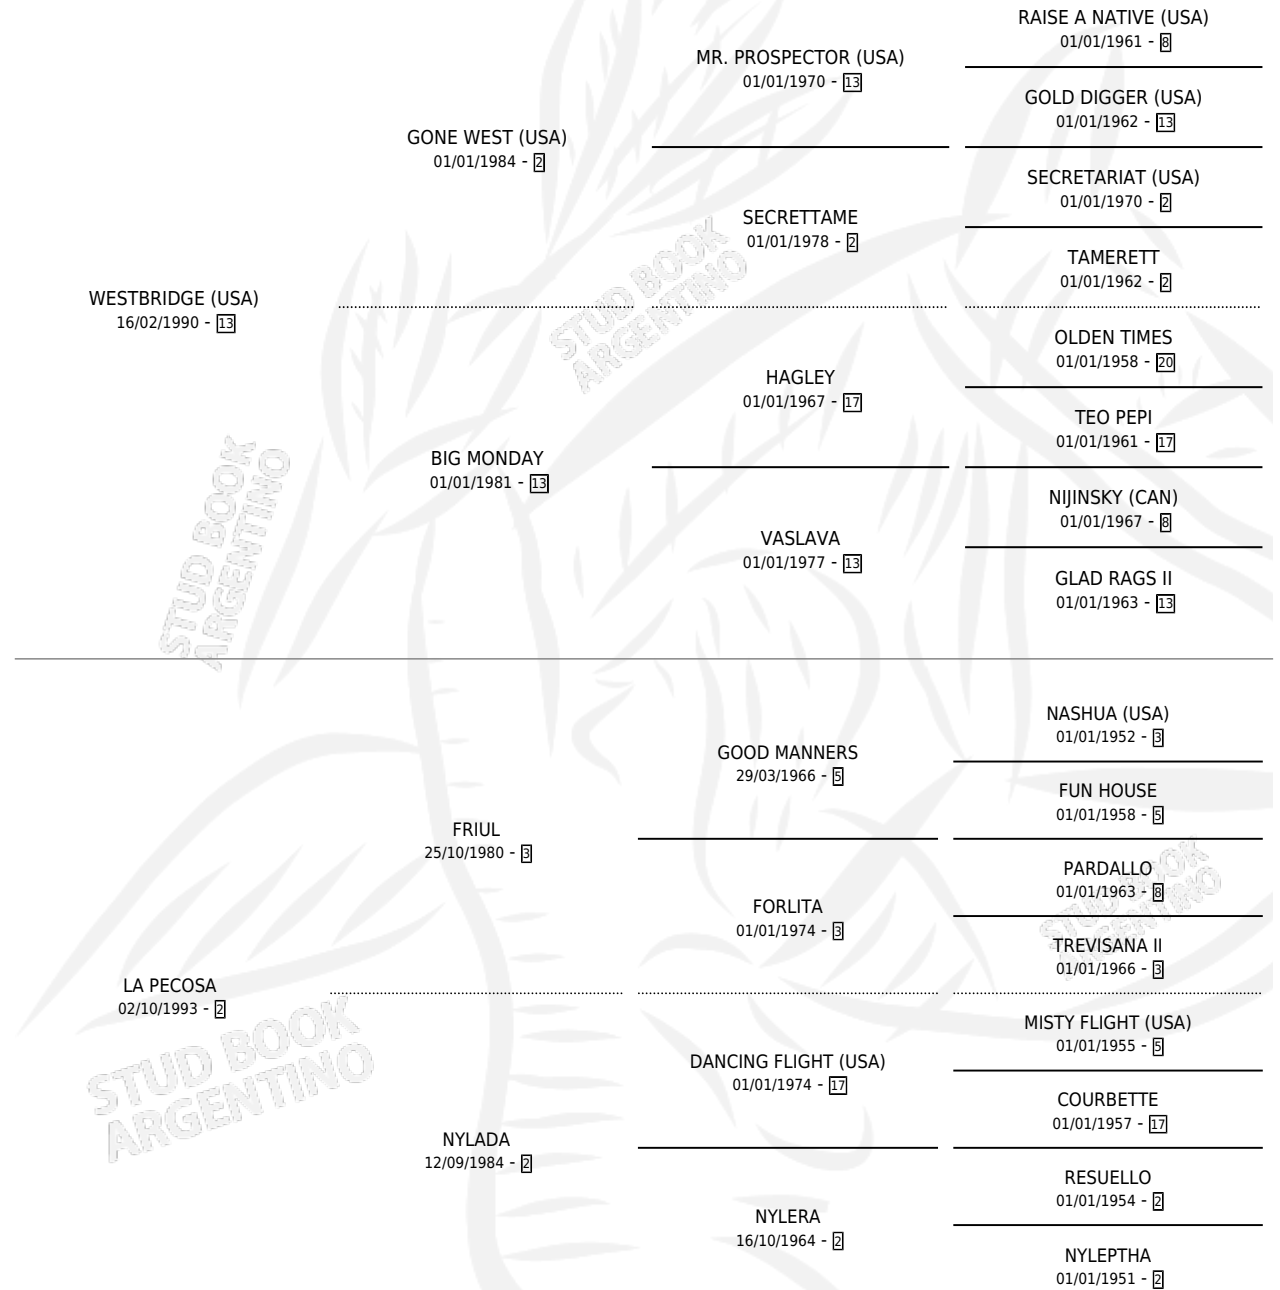 RAISE A NATIVE (USA)
01/01/1961 - 8
MR. PROSPECTOR (USA)
01/01/1970 - 13
GOLD DIGGER (USA)
01/01/1962 - 13
GONE WEST (USA)
01/01/1984 - 2
SECRETARIAT (USA)
01/01/1970 - 2
SECRETTAME
01/01/1978 - 2
TAMERETT
01/01/1962 - 2
STUD BOOK
ARGENTINO
WESTBRIDGE (USA)
16/02/1990 - 13
OLDEN TIMES
01/01/1958 - 20
HAGLEY
01/01/1967 - 17
TEO PEPI
01/01/1961 - 17
BIG MONDAY
01/01/1981 - 13
NIJINSKY (CAN)
01/01/1967 - 8
VASLAVA
01/01/1977 - 13
GLAD RAGS II
01/01/1963 - 13
STUD BOOK
ARGENTINO
NASHUA (USA)
01/01/1952 - 3
GOOD MANNERS
29/03/1966 - 5
FUN HOUSE
01/01/1958 - 5
FRIUL
25/10/1980 - 3
PARDALLO
01/01/1963 - 8
FORLITA
01/01/1974 - 3
TREVISANA II
01/01/1966 - 3
STUD BOOK
ARGENTINO
LA PECOSA
02/10/1993 - 2
MISTY FLIGHT (USA)
01/01/1955 - 5
DANCING FLIGHT (USA)
01/01/1974 - 17
COURBETTE
01/01/1957 - 17
STUD BOOK
ARGENTINO
NYLADA
12/09/1984 - 2
RESUELLO
01/01/1954 - 2
NYLERA
16/10/1964 - 2
NYLEPTHA
01/01/1951 - 2